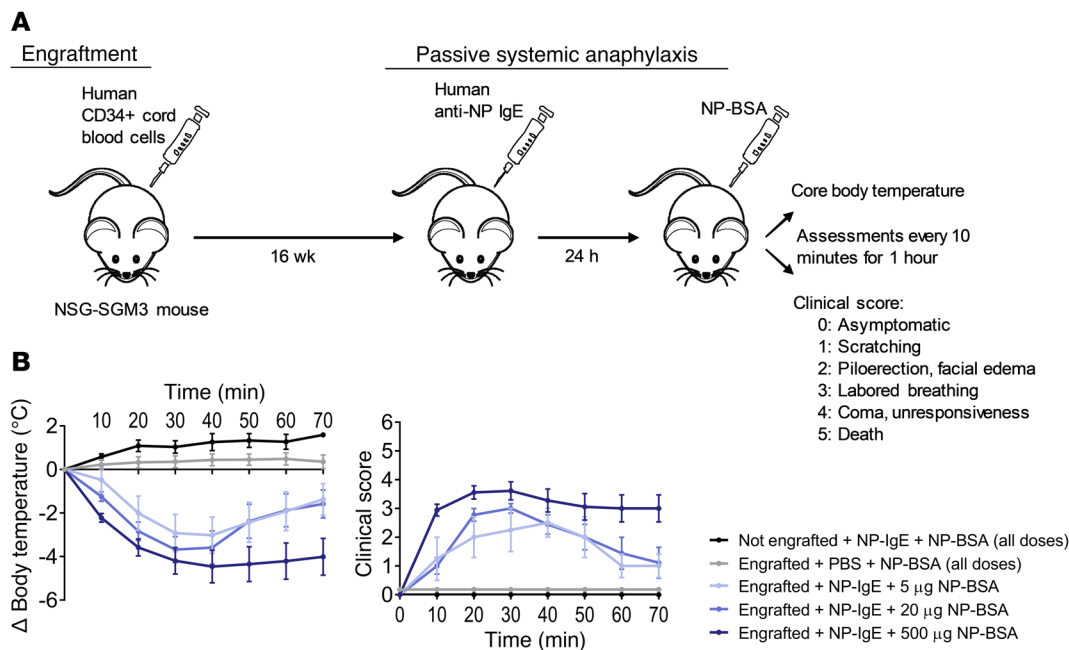 A
Engraftment
Passive systemic anaphylaxis
Human
CD34+ cord
blood cells
Human
anti-NP IgE
NP-BSA
16 wk
24 h
NSG-SGM3 mouse
Core body temperature
Assessments every 10
minutes for 1 hour
Clinical score:
0: Asymptomatic
1: Scratching
2: Piloerection, facial edema
3: Labored breathing
4: Coma, unresponsiveness
5: Death
B
Time (min)
10 20 30 40 50 60 70
Δ Body temperature (°C)
2
0
-2
-4
-6
Clinical score
6
5
4
3
2
1
0
0 10 20 30 40 50 60 70
Time (min)
Not engrafted + NP-IgE + NP-BSA (all doses)
Engrafted + PBS + NP-BSA (all doses)
Engrafted + NP-IgE + 5 μg NP-BSA
Engrafted + NP-IgE + 20 μg NP-BSA
Engrafted + NP-IgE + 500 μg NP-BSA